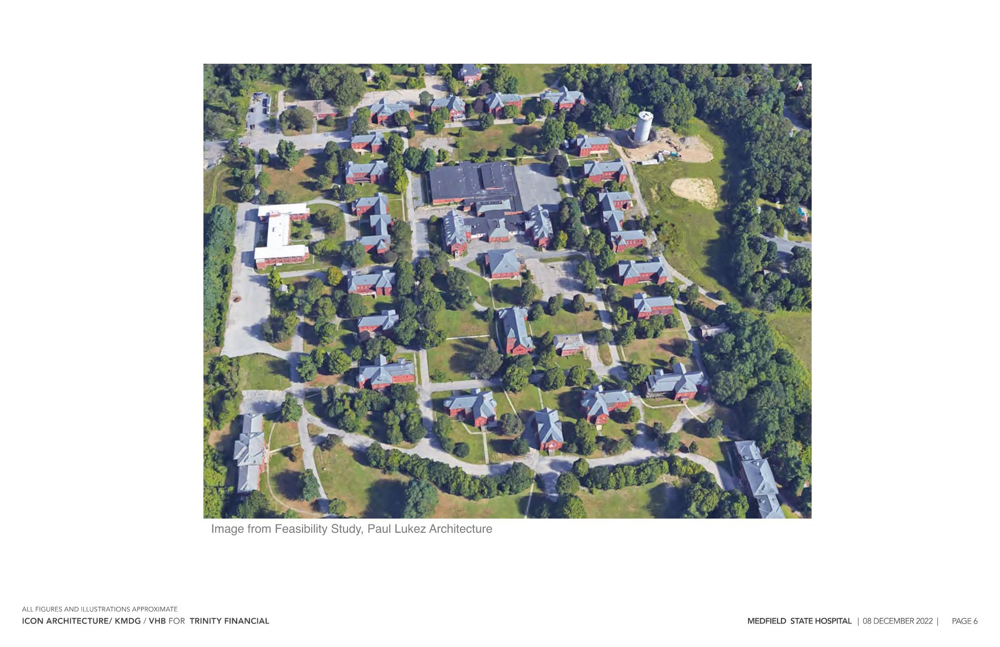 Image from Feasibility Study, Paul Lukez Architecture
ALL FIGURES AND ILLUSTRATIONS APPROXIMATE
ICON ARCHITECTURE/ KMDG / VHB FOR TRINITY FINANCIAL
MEDFIELD STATE HOSPITAL | 08 DECEMBER 2022 | PAGE 6